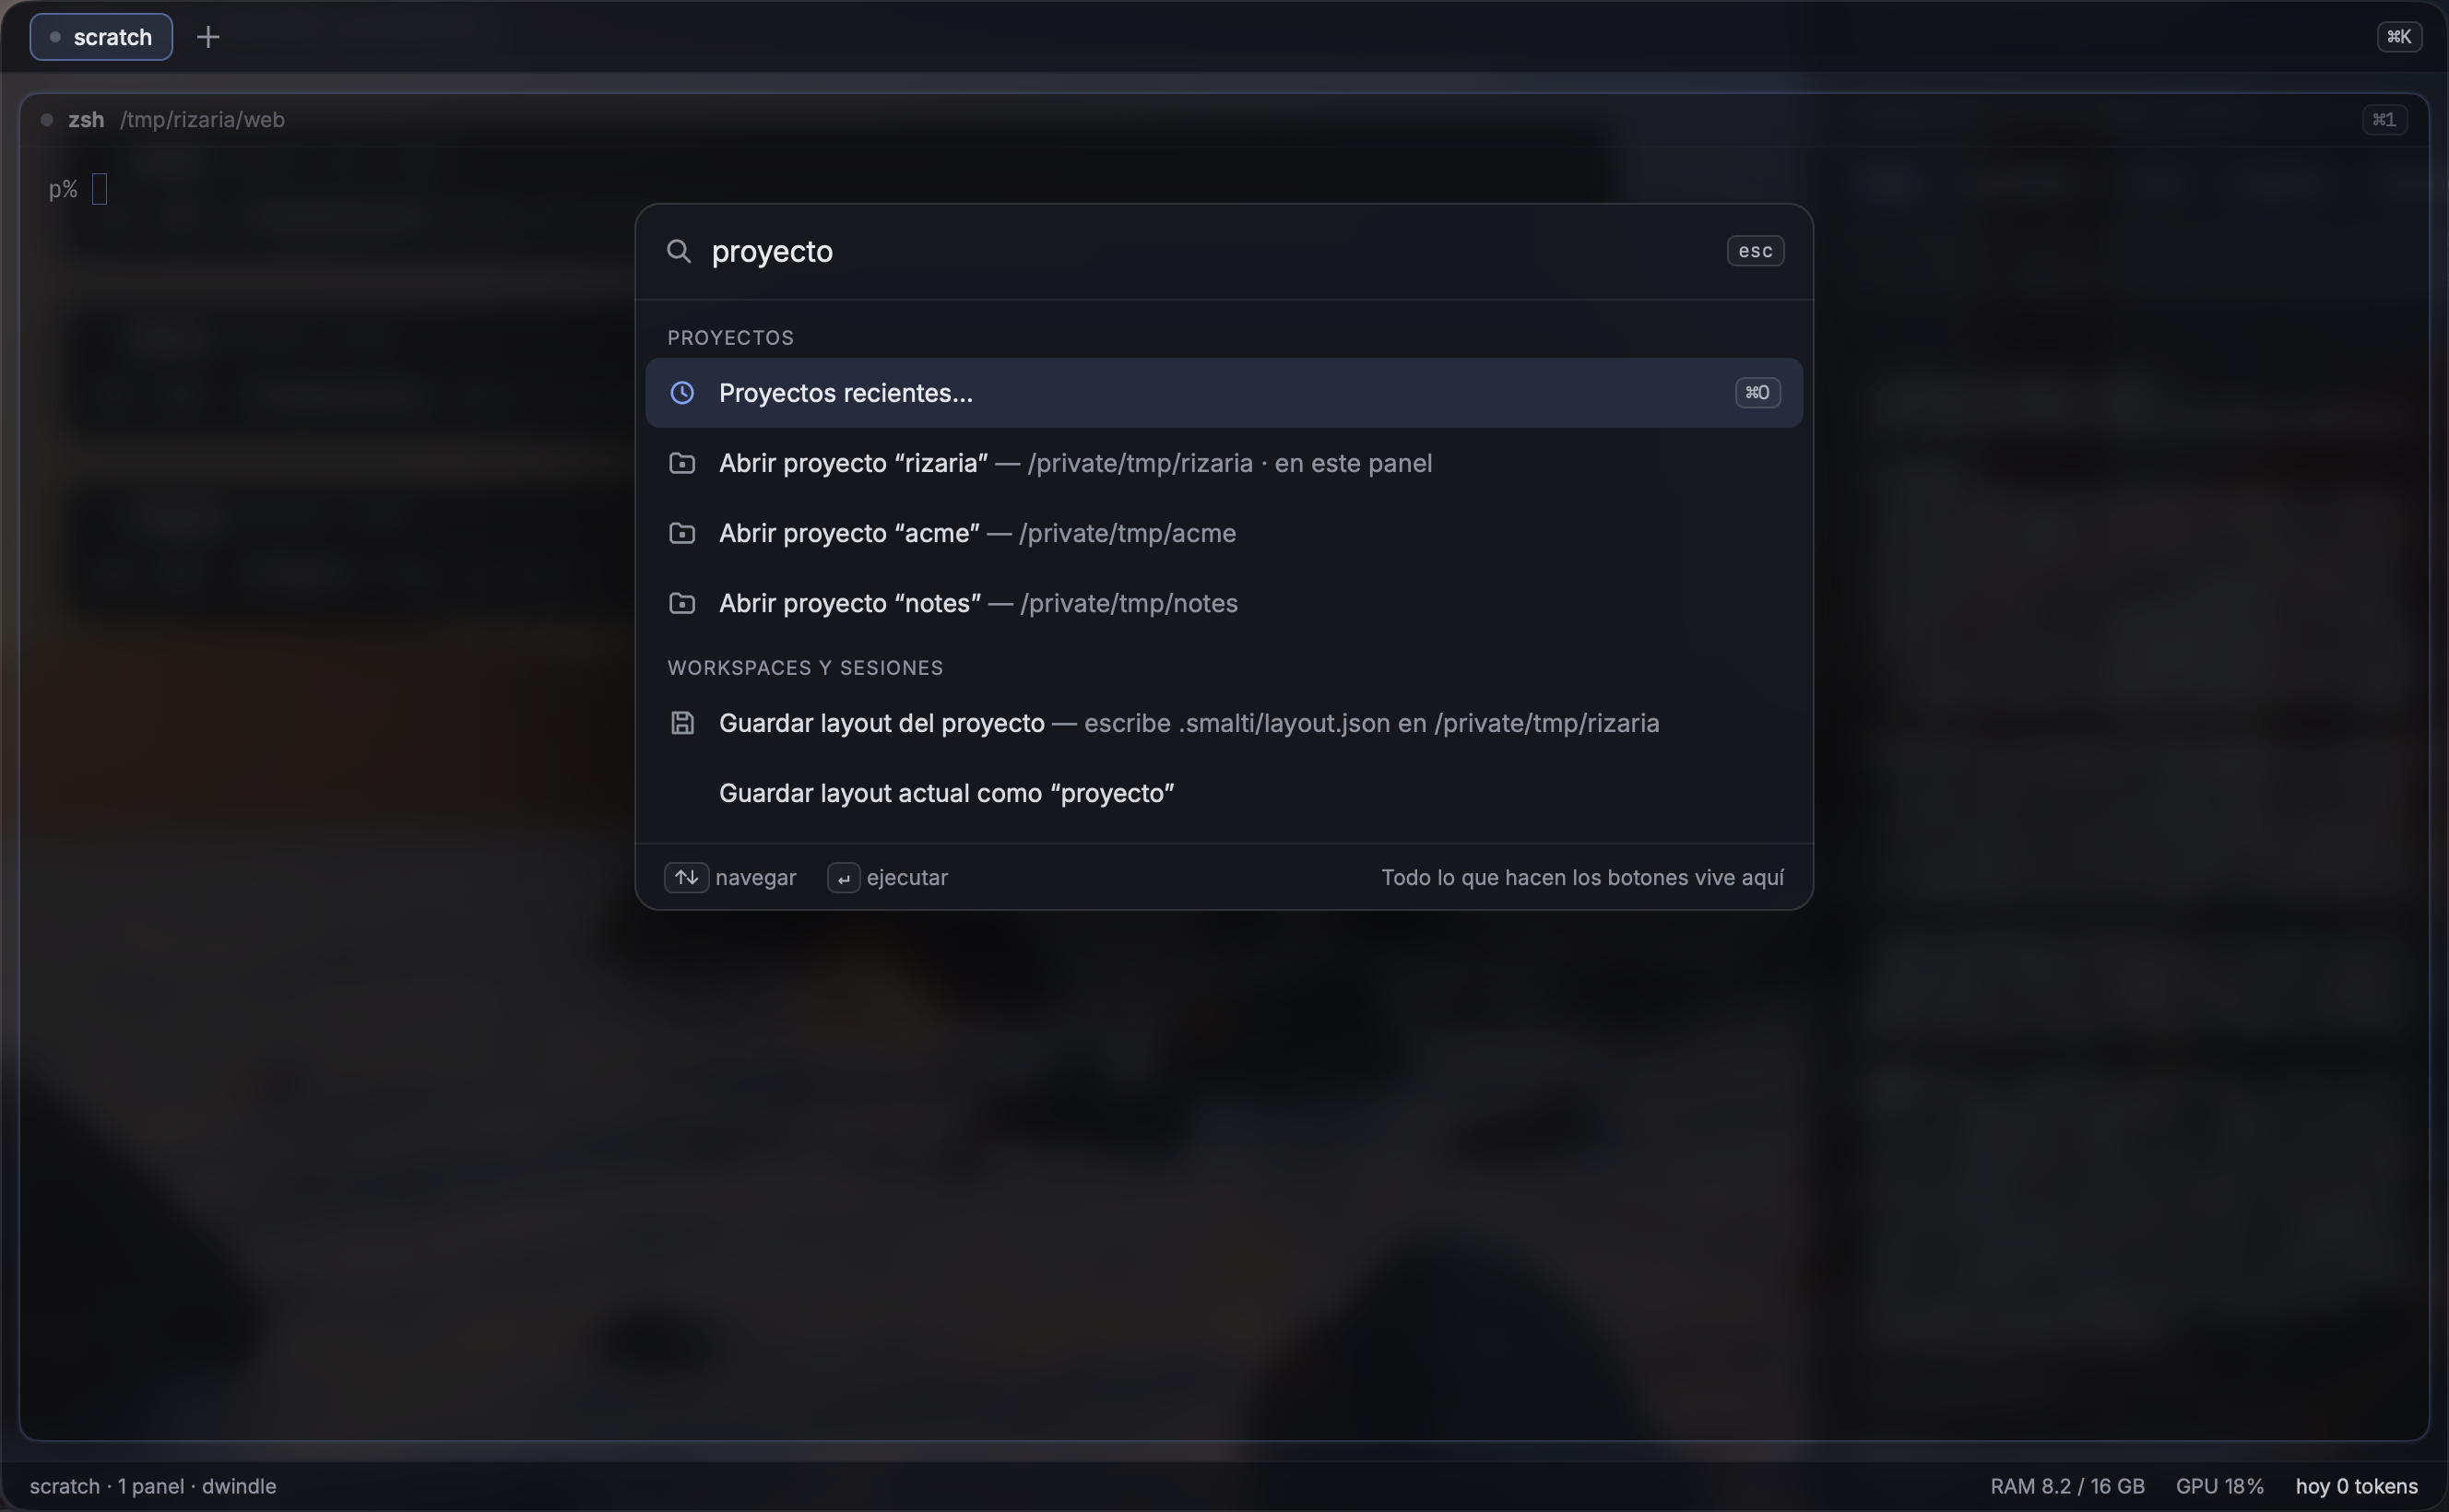 scratch
⌘K
zsh /tmp/rizaria/web
⌘1
p%
proyecto
esc
PROYECTOS
Proyectos recientes…
⌘O
Abrir proyecto “rizaria” — /private/tmp/rizaria · en este panel
Abrir proyecto “acme” — /private/tmp/acme
Abrir proyecto “notes” — /private/tmp/notes
WORKSPACES Y SESIONES
Guardar layout del proyecto — escribe .smalti/layout.json en /private/tmp/rizaria
Guardar layout actual como “proyecto”
↑↓ navegar ↵ ejecutar
Todo lo que hacen los botones vive aquí
scratch · 1 panel · dwindle
RAM 8.2 / 16 GB GPU 18% hoy 0 tokens